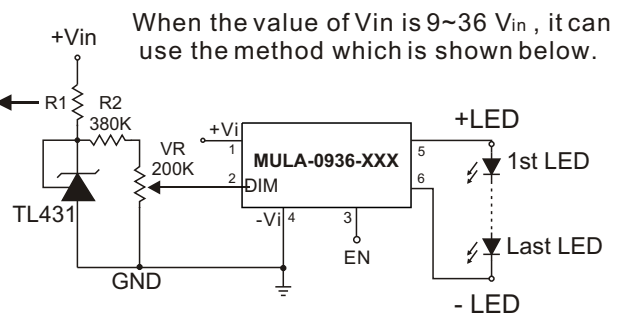 When the value of Vin is 9~36 Vin , it can
use the method which is shown below.
+Vin
R1
R2
380K
VR
200K
TL431
GND
+Vi
1
2
DIM
MULA-0936-XXX
-Vi
4
3
EN
5
6
+LED
1st LED
Last LED
- LED